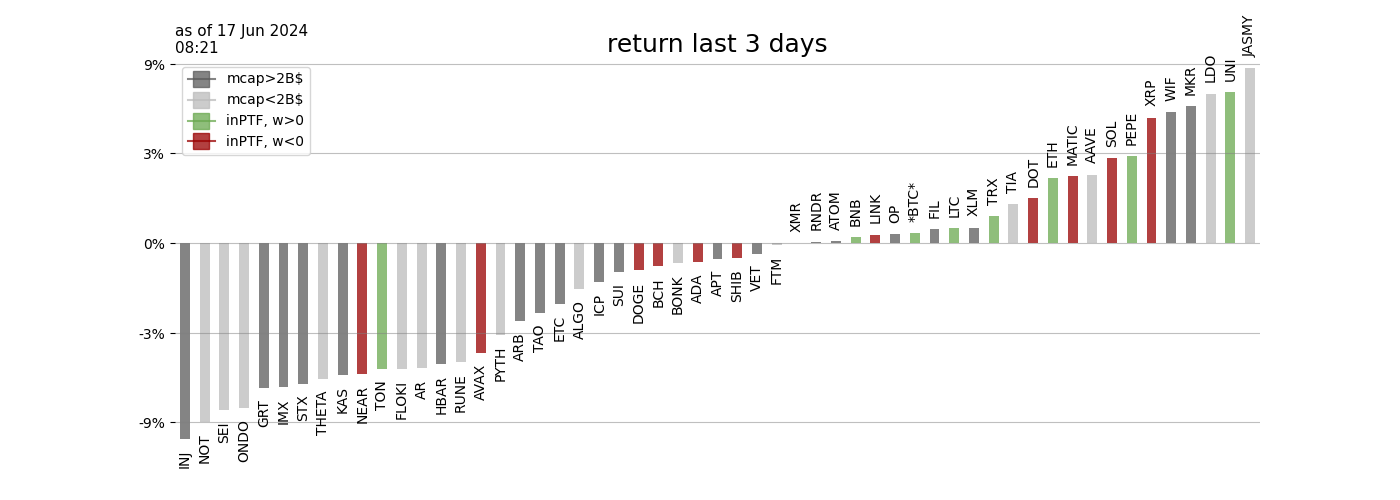 as of 17 Jun 2024
08:21
return last 3 days
9%
3%
0%
-3%
-9%
mcap>2B$
mcap<2B$
inPTF, w>0
inPTF, w<0
INJ
NOT
SEI
ONDO
GRT
IMX
STX
THETA
KAS
NEAR
TON
FLOKI
AR
HBAR
RUNE
AVAX
PYTH
ARB
TAO
ETC
ALGO
ICP
SUI
DOGE
BCH
BONK
ADA
APT
SHIB
VET
FTM
XMR
RNDR
ATOM
BNB
LINK
OP
*BTC*
FIL
LTC
XLM
TRX
TIA
DOT
ETH
MATIC
AAVE
SOL
PEPE
XRP
WIF
MKR
LDO
UNI
JASMY